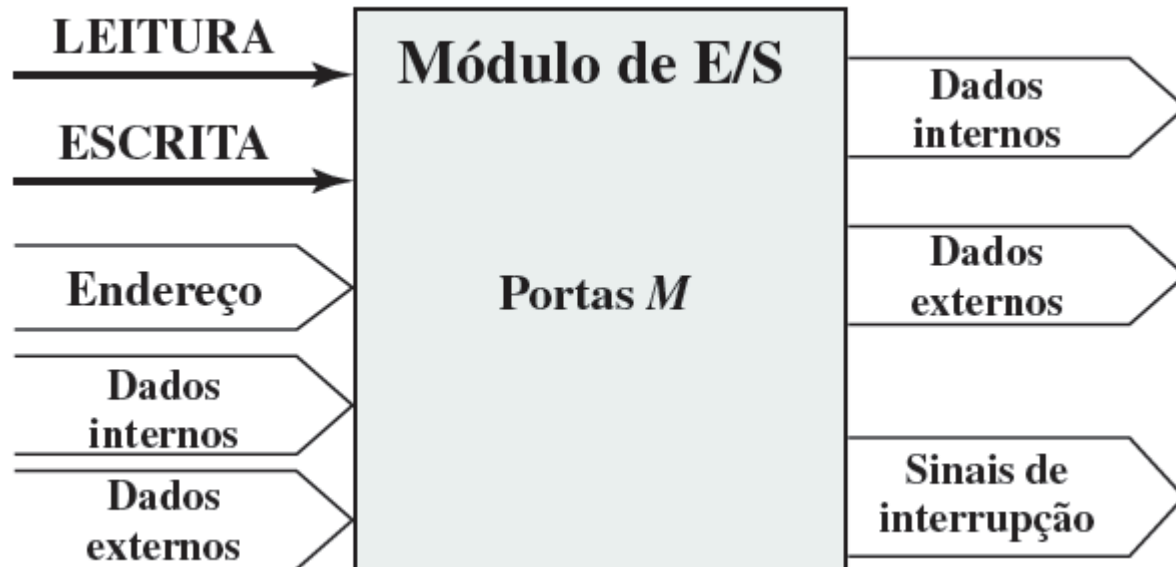 LEITURA
ESCRITA
Endereço
Dados
internos
Dados
externos
Módulo de E/S
Portas M
Dados
internos
Dados
externos
Sinais de
interrupção